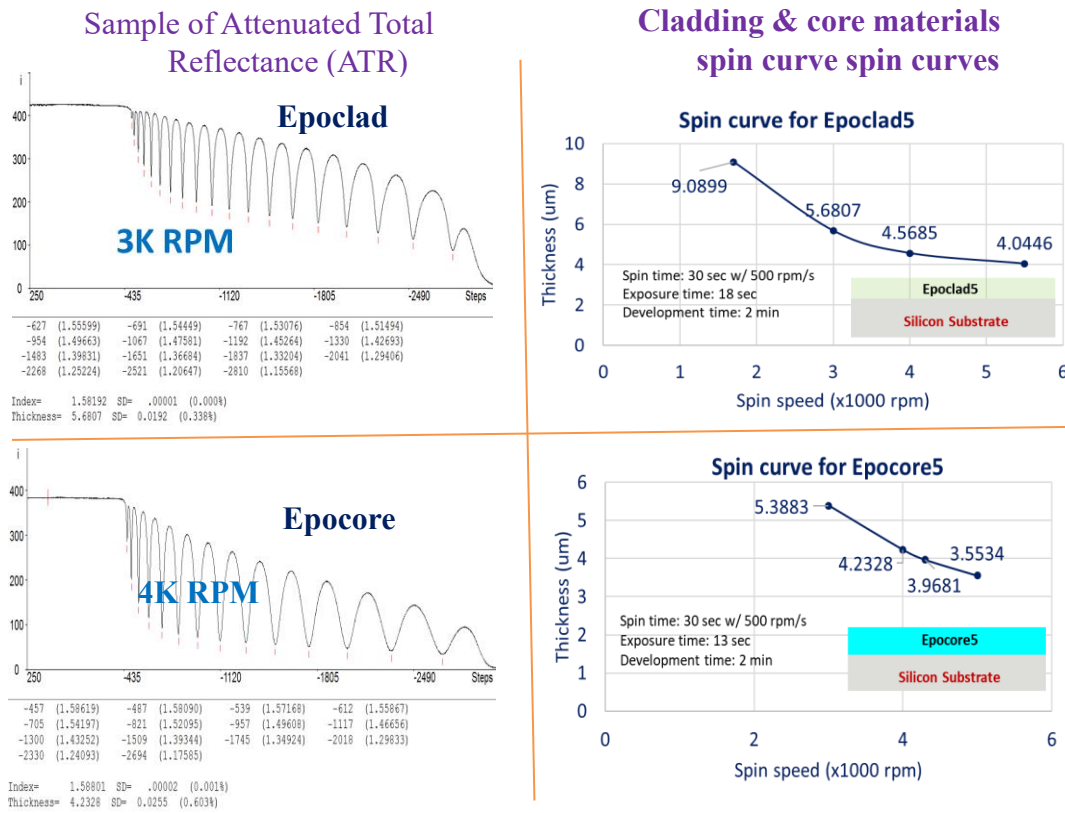 Sample of Attenuated Total
Reflectance (ATR)
Cladding & core materials
spin curve spin curves
i
400
300
200
100
0
Epoclad
3K RPM
250 -435 -1120 -1805 -2490 Steps
-627 (1.55599) -691 (1.54449) -767 (1.53076) -854 (1.51494)
-954 (1.49663) -1067 (1.47581) -1192 (1.45264) -1330 (1.42693)
-1483 (1.39831) -1651 (1.36684) -1837 (1.33204) -2041 (1.29406)
-2268 (1.25224) -2521 (1.20647) -2810 (1.15568)
Index= 1.58192 SD= .00001 (0.000%)
Thickness= 5.6807 SD= 0.0192 (0.338%)
Spin curve for Epoclad5
Thickness (um)
10
8
6
4
2
0
9.0899
5.6807
4.5685
4.0446
Spin time: 30 sec w/ 500 rpm/s
Exposure time: 18 sec
Development time: 2 min
Epoclad5
Silicon Substrate
0 1 2 3 4 5 6
Spin speed (x1000 rpm)
i
400
300
200
100
0
Epocore
4K RPM
250 -435 -1120 -1805 -2490 Steps
-457 (1.58619) -487 (1.58090) -539 (1.57168) -612 (1.55867)
-705 (1.54197) -821 (1.52095) -957 (1.49608) -1117 (1.46656)
-1300 (1.43252) -1509 (1.39344) -1745 (1.34924) -2018 (1.29833)
-2330 (1.24093) -2694 (1.17585)
Index= 1.58801 SD= .00002 (0.001%)
Thickness= 4.2328 SD= 0.0255 (0.603%)
Spin curve for Epocore5
Thickness (um)
6
5
4
3
2
1
0
5.3883
4.2328
3.9681
3.5534
Spin time: 30 sec w/ 500 rpm/s
Exposure time: 13 sec
Development time: 2 min
Epocore5
Silicon Substrate
0 2 4 6
Spin speed (x1000 rpm)